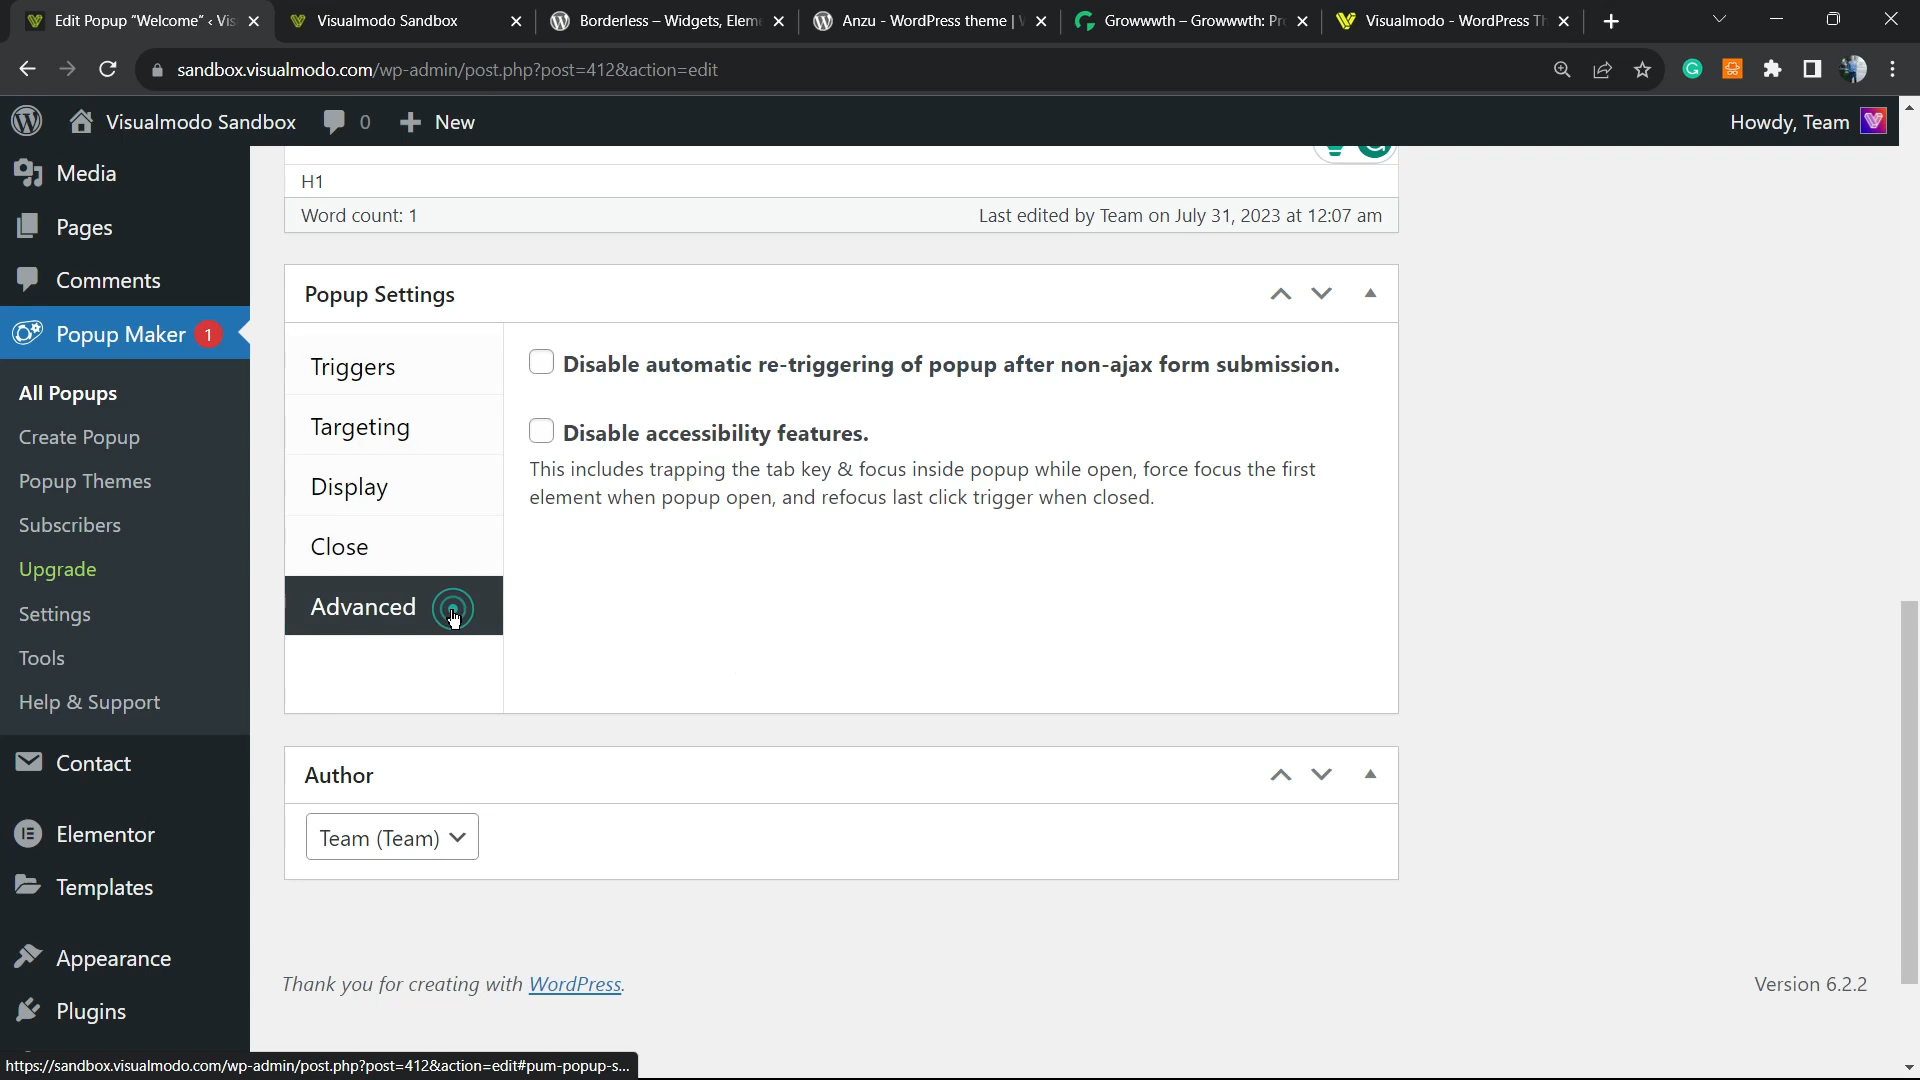 Edit Popup "Welcome" ‹ Vis
Visualmodo Sandbox
Borderless – Widgets, Elem
Anzu - WordPress theme |
Growwwth – Growwwth: Pr
Visualmodo - WordPress Th
sandbox.visualmodo.com/wp-admin/post.php?post=412&action=edit
Visualmodo Sandbox
0
New
Howdy, Team
Media
Pages
Comments
Popup Maker 1
All Popups
Create Popup
Popup Themes
Subscribers
Upgrade
Settings
Tools
Help & Support
Contact
Elementor
Templates
Appearance
Plugins
H1
Word count: 1
Last edited by Team on July 31, 2023 at 12:07 am
Popup Settings
Triggers
Targeting
Display
Close
Advanced
Disable automatic re-triggering of popup after non-ajax form submission.
Disable accessibility features.
This includes trapping the tab key & focus inside popup while open, force focus the first
element when popup open, and refocus last click trigger when closed.
Author
Team (Team)
Thank you for creating with WordPress.
Version 6.2.2
https://sandbox.visualmodo.com/wp-admin/post.php?post=412&action=edit#pum-popup-s...